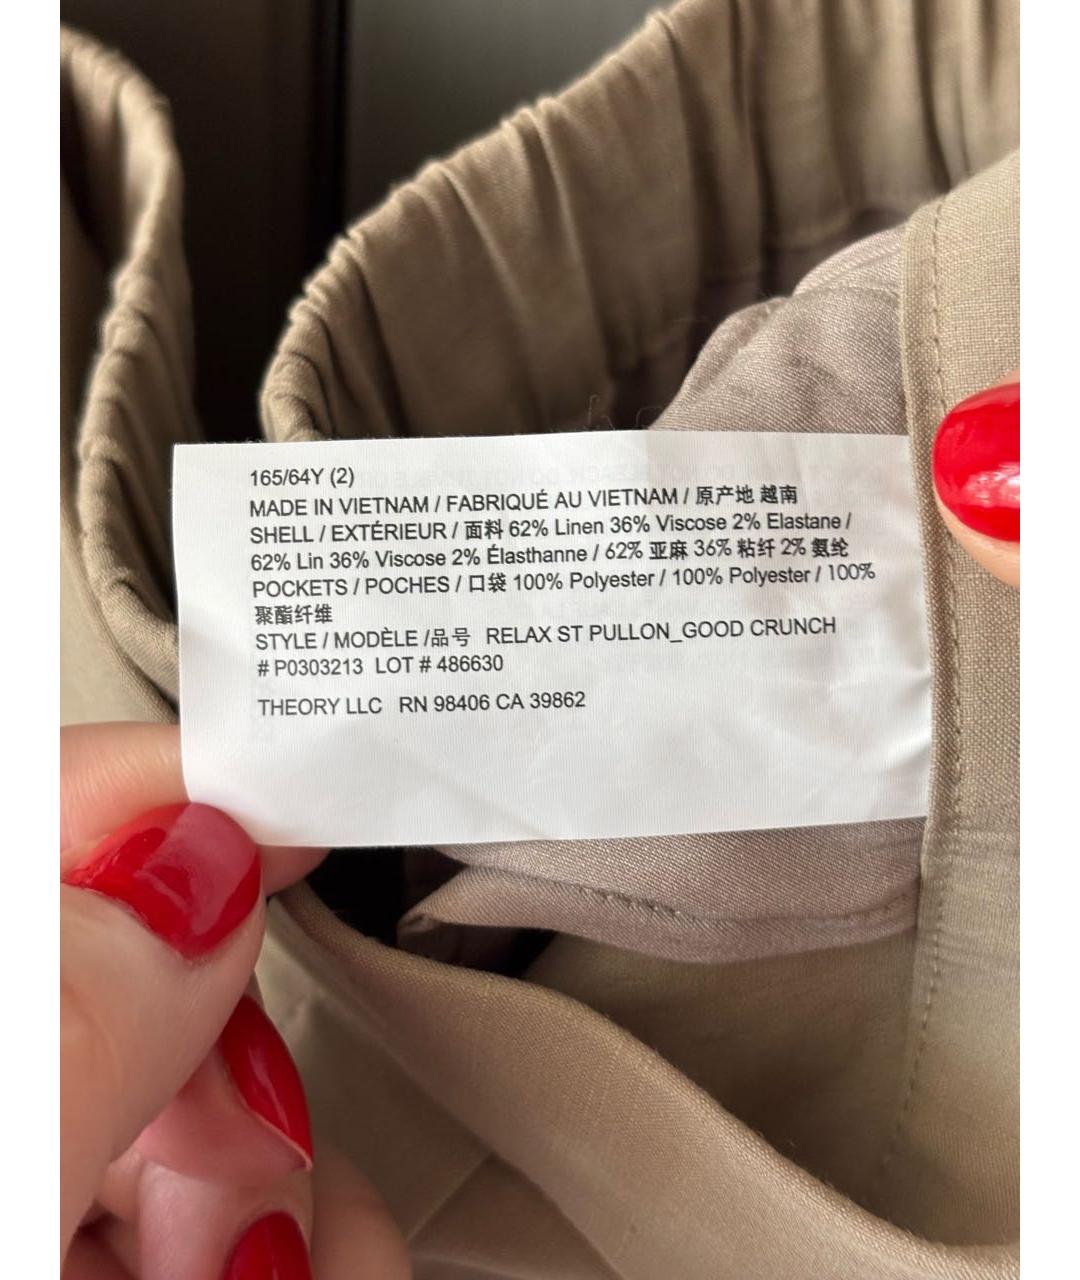 165/64Y (2)
MADE IN VIETNAM / FABRIQUÉ AU VIETNAM / 原产地 越南
SHELL / EXTÉRIEUR / 面料 62% Linen 36% Viscose 2% Elastane /
62% Lin 36% Viscose 2% Élasthanne / 62% 亚麻 36% 粘纤 2% 氨纶
POCKETS / POCHES / 口袋 100% Polyester / 100% Polyester / 100%
聚酯纤维
STYLE / MODÈLE /品号 RELAX ST PULLON_GOOD CRUNCH
# P0303213 LOT # 486630
THEORY LLC RN 98406 CA 39862